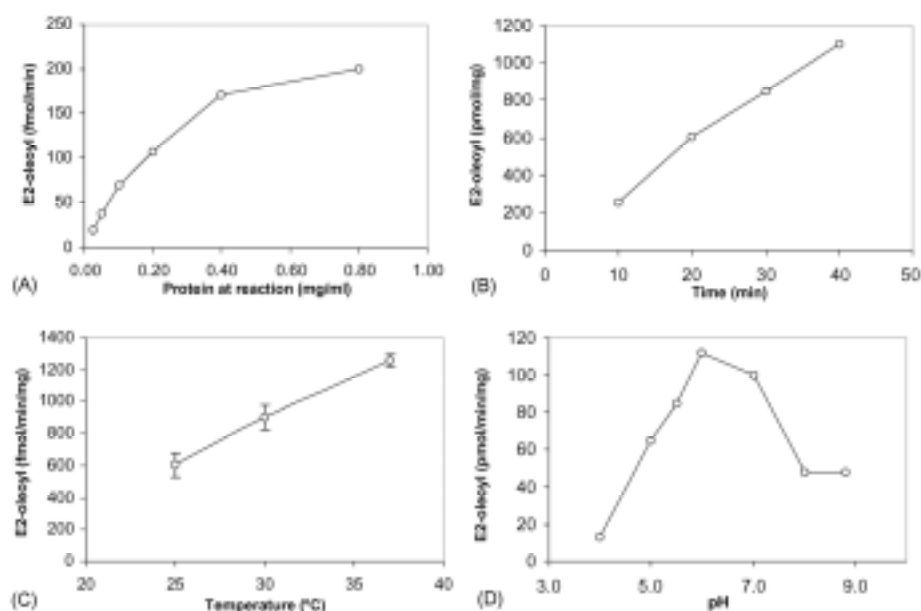 250
200
150
100
50
0
E2-oleoyl (fmol/min)
0.00 0.20 0.40 0.60 0.80 1.00
(A) Protein at reaction (mg/ml)
1200
1000
800
600
400
200
0
E2-oleoyl (pmol/mg)
0 10 20 30 40 50
(B) Time (min)
1400
1200
1000
800
600
400
200
0
E2-oleoyl (fmol/min/mg)
20 25 30 35 40
(C) Temperature (ºC)
120
100
80
60
40
20
0
E2-oleoyl (pmol/min/mg)
3.0 5.0 7.0 9.0
(D) pH